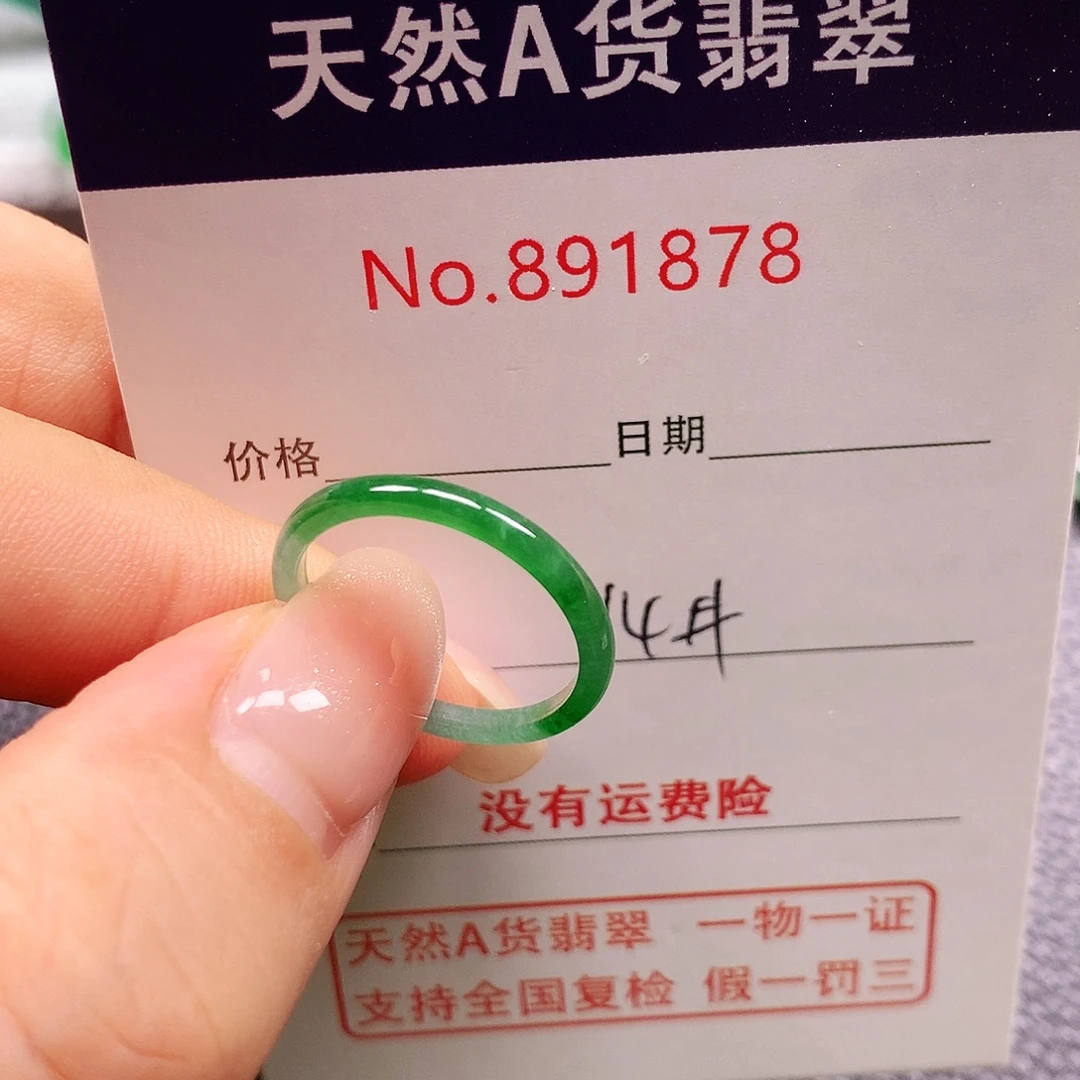 天然A货翡翠
No.891878
价格 日期
14#
没有运费险
天然A货翡翠 一物一证
支持全国复检 假一罚三